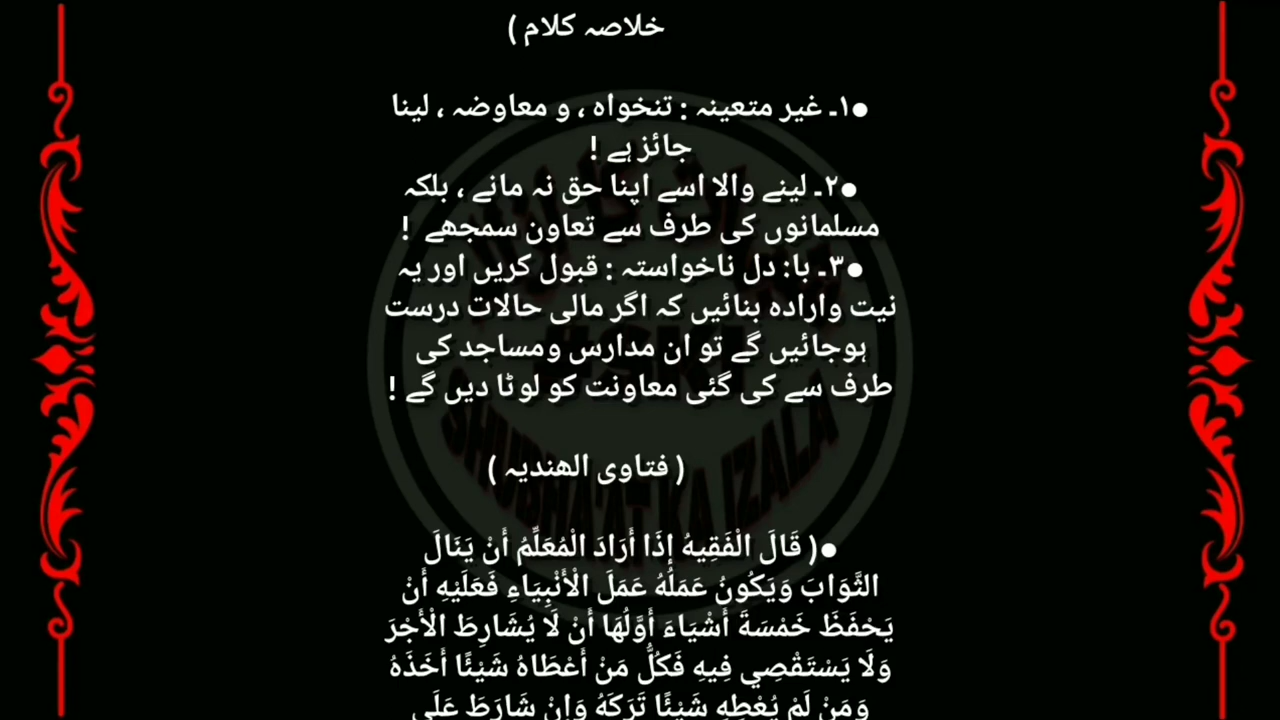 خلاصہ کلام )
●١۔ غیر متعینہ : تنخواہ ، و معاوضہ ، لینا
جائز ہے !
●٢۔ لینے والا اسے اپنا حق نہ مانے ، بلکہ
مسلمانوں کی طرف سے تعاون سمجھے !
●٣۔ با: دل ناخواستہ : قبول کریں اور یہ
نیت وارادہ بنائیں کہ اگر مالی حالات درست
ہوجائیں گے تو ان مدارس ومساجد کی
طرف سے کی گئی معاونت کو لوٹا دیں گے !
( فتاوی الھندیہ )
●( قَالَ الْفَقِيهُ إذَا أَرَادَ الْمُعَلِّمُ أَنْ يَنَالَ
الثَّوَابَ وَيَكُونُ عَمَلُهُ عَمَلَ الْأَنْبِيَاءِ فَعَلَيْهِ أَنْ
يَحْفَظَ خَمْسَةَ أَشْيَاءَ أَوَّلُهَا أَنْ لَا يُشَارِطَ الْأَجْرَ
وَلَا يَسْتَقْصِي فِيهِ فَكُلُّ مَنْ أَعْطَاهُ شَيْئًا أَخَذَهُ
وَمَنْ لَمْ يُعْطِهِ شَيْئًا تَرَكَهُ وَإِنْ شَارَطَ عَلَى
SHUBHAAT KA IZALA